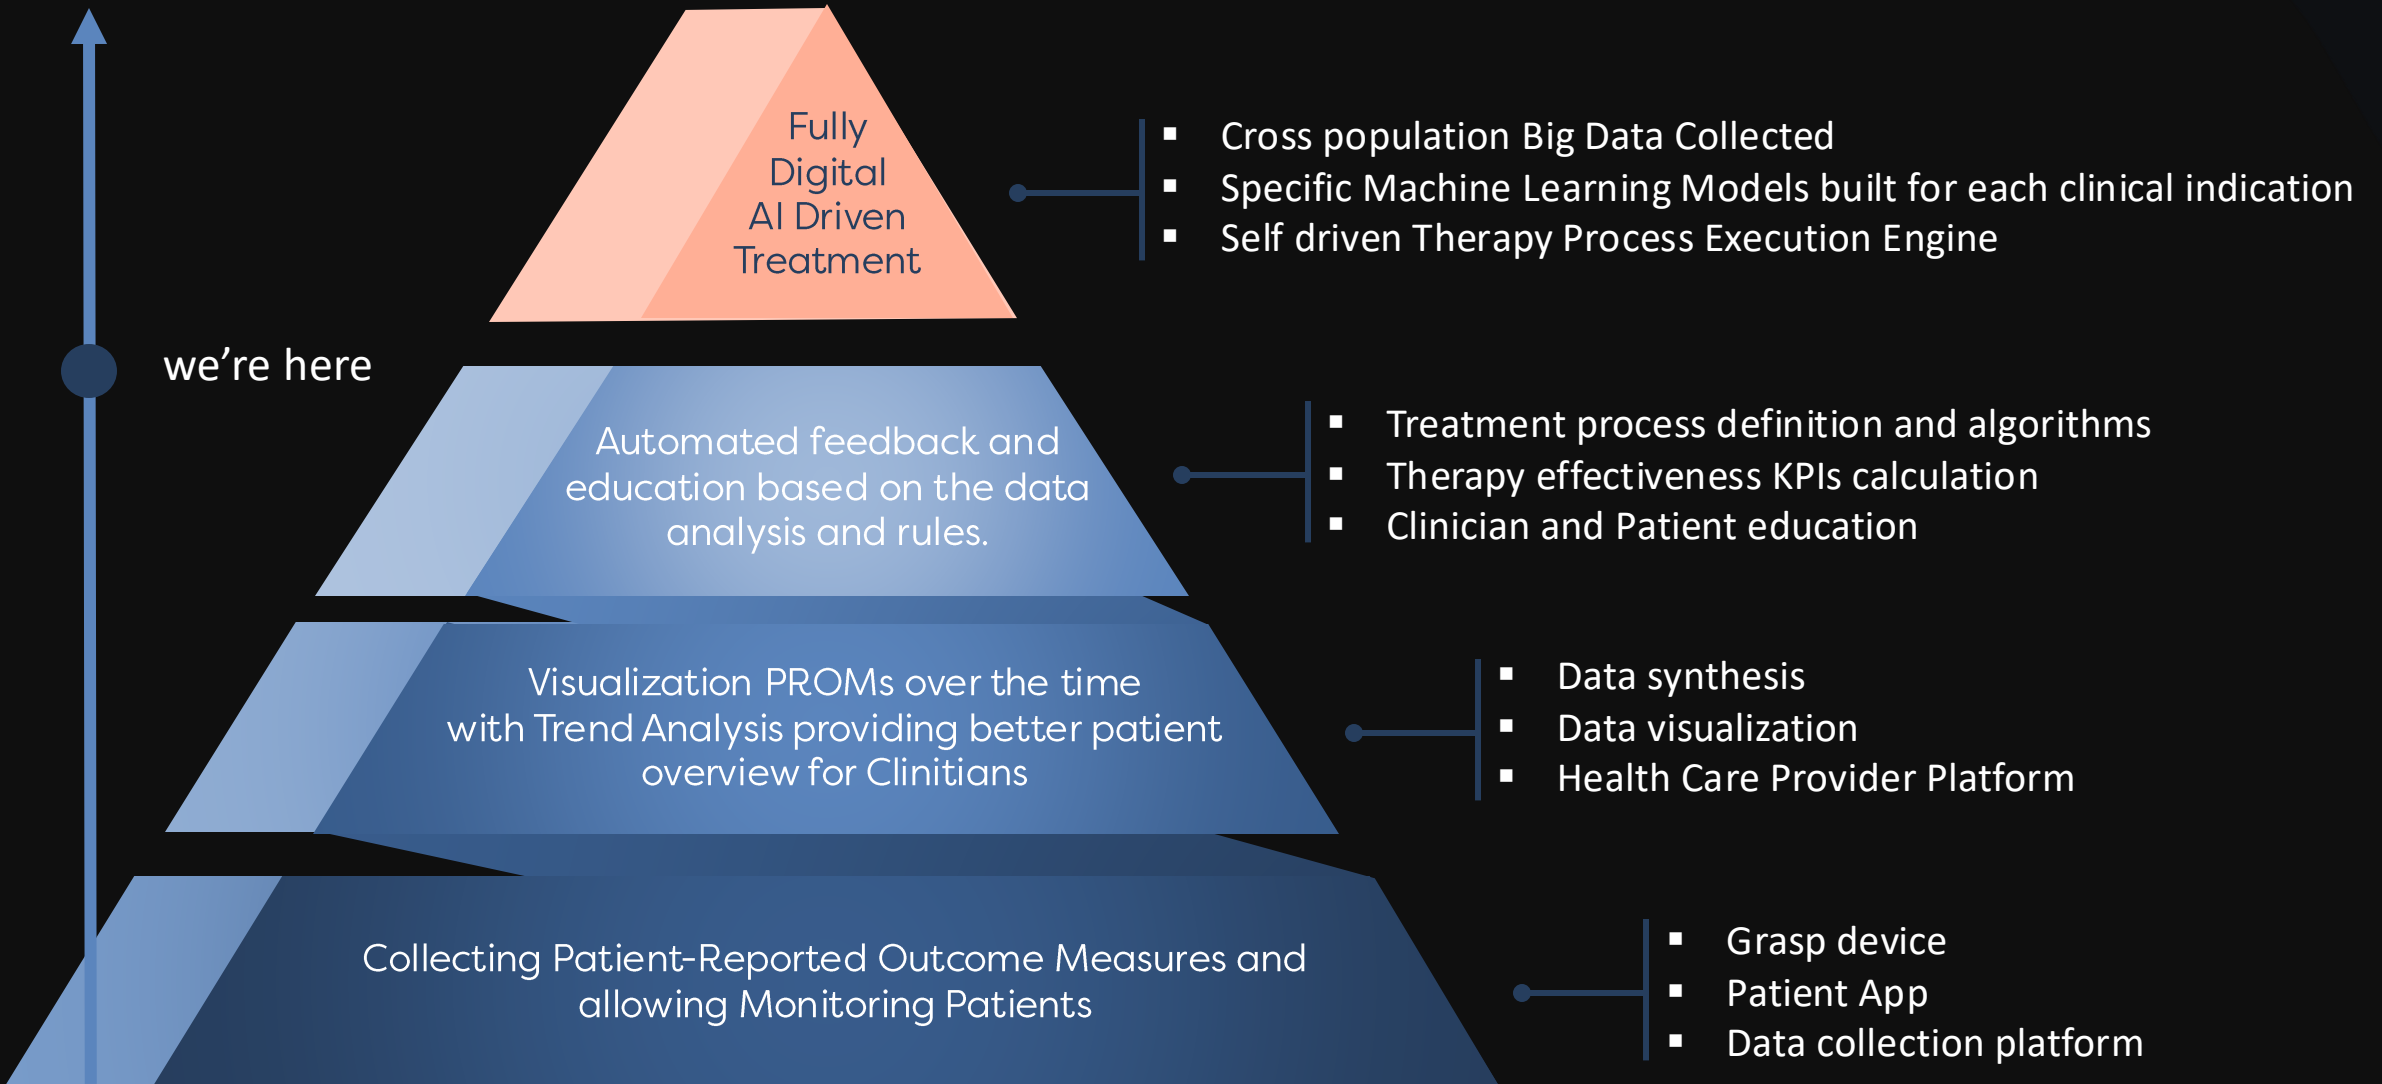 Fully
Digital
AI Driven
Treatment
▪ Cross population Big Data Collected
▪ Specific Machine Learning Models built for each clinical indication
▪ Self driven Therapy Process Execution Engine
we’re here
Automated feedback and
education based on the data
analysis and rules.
▪ Treatment process definition and algorithms
▪ Therapy effectiveness KPIs calculation
▪ Clinician and Patient education
Visualization PROMs over the time
with Trend Analysis providing better patient
overview for Clinitians
▪ Data synthesis
▪ Data visualization
▪ Health Care Provider Platform
Collecting Patient-Reported Outcome Measures and
allowing Monitoring Patients
▪ Grasp device
▪ Patient App
▪ Data collection platform